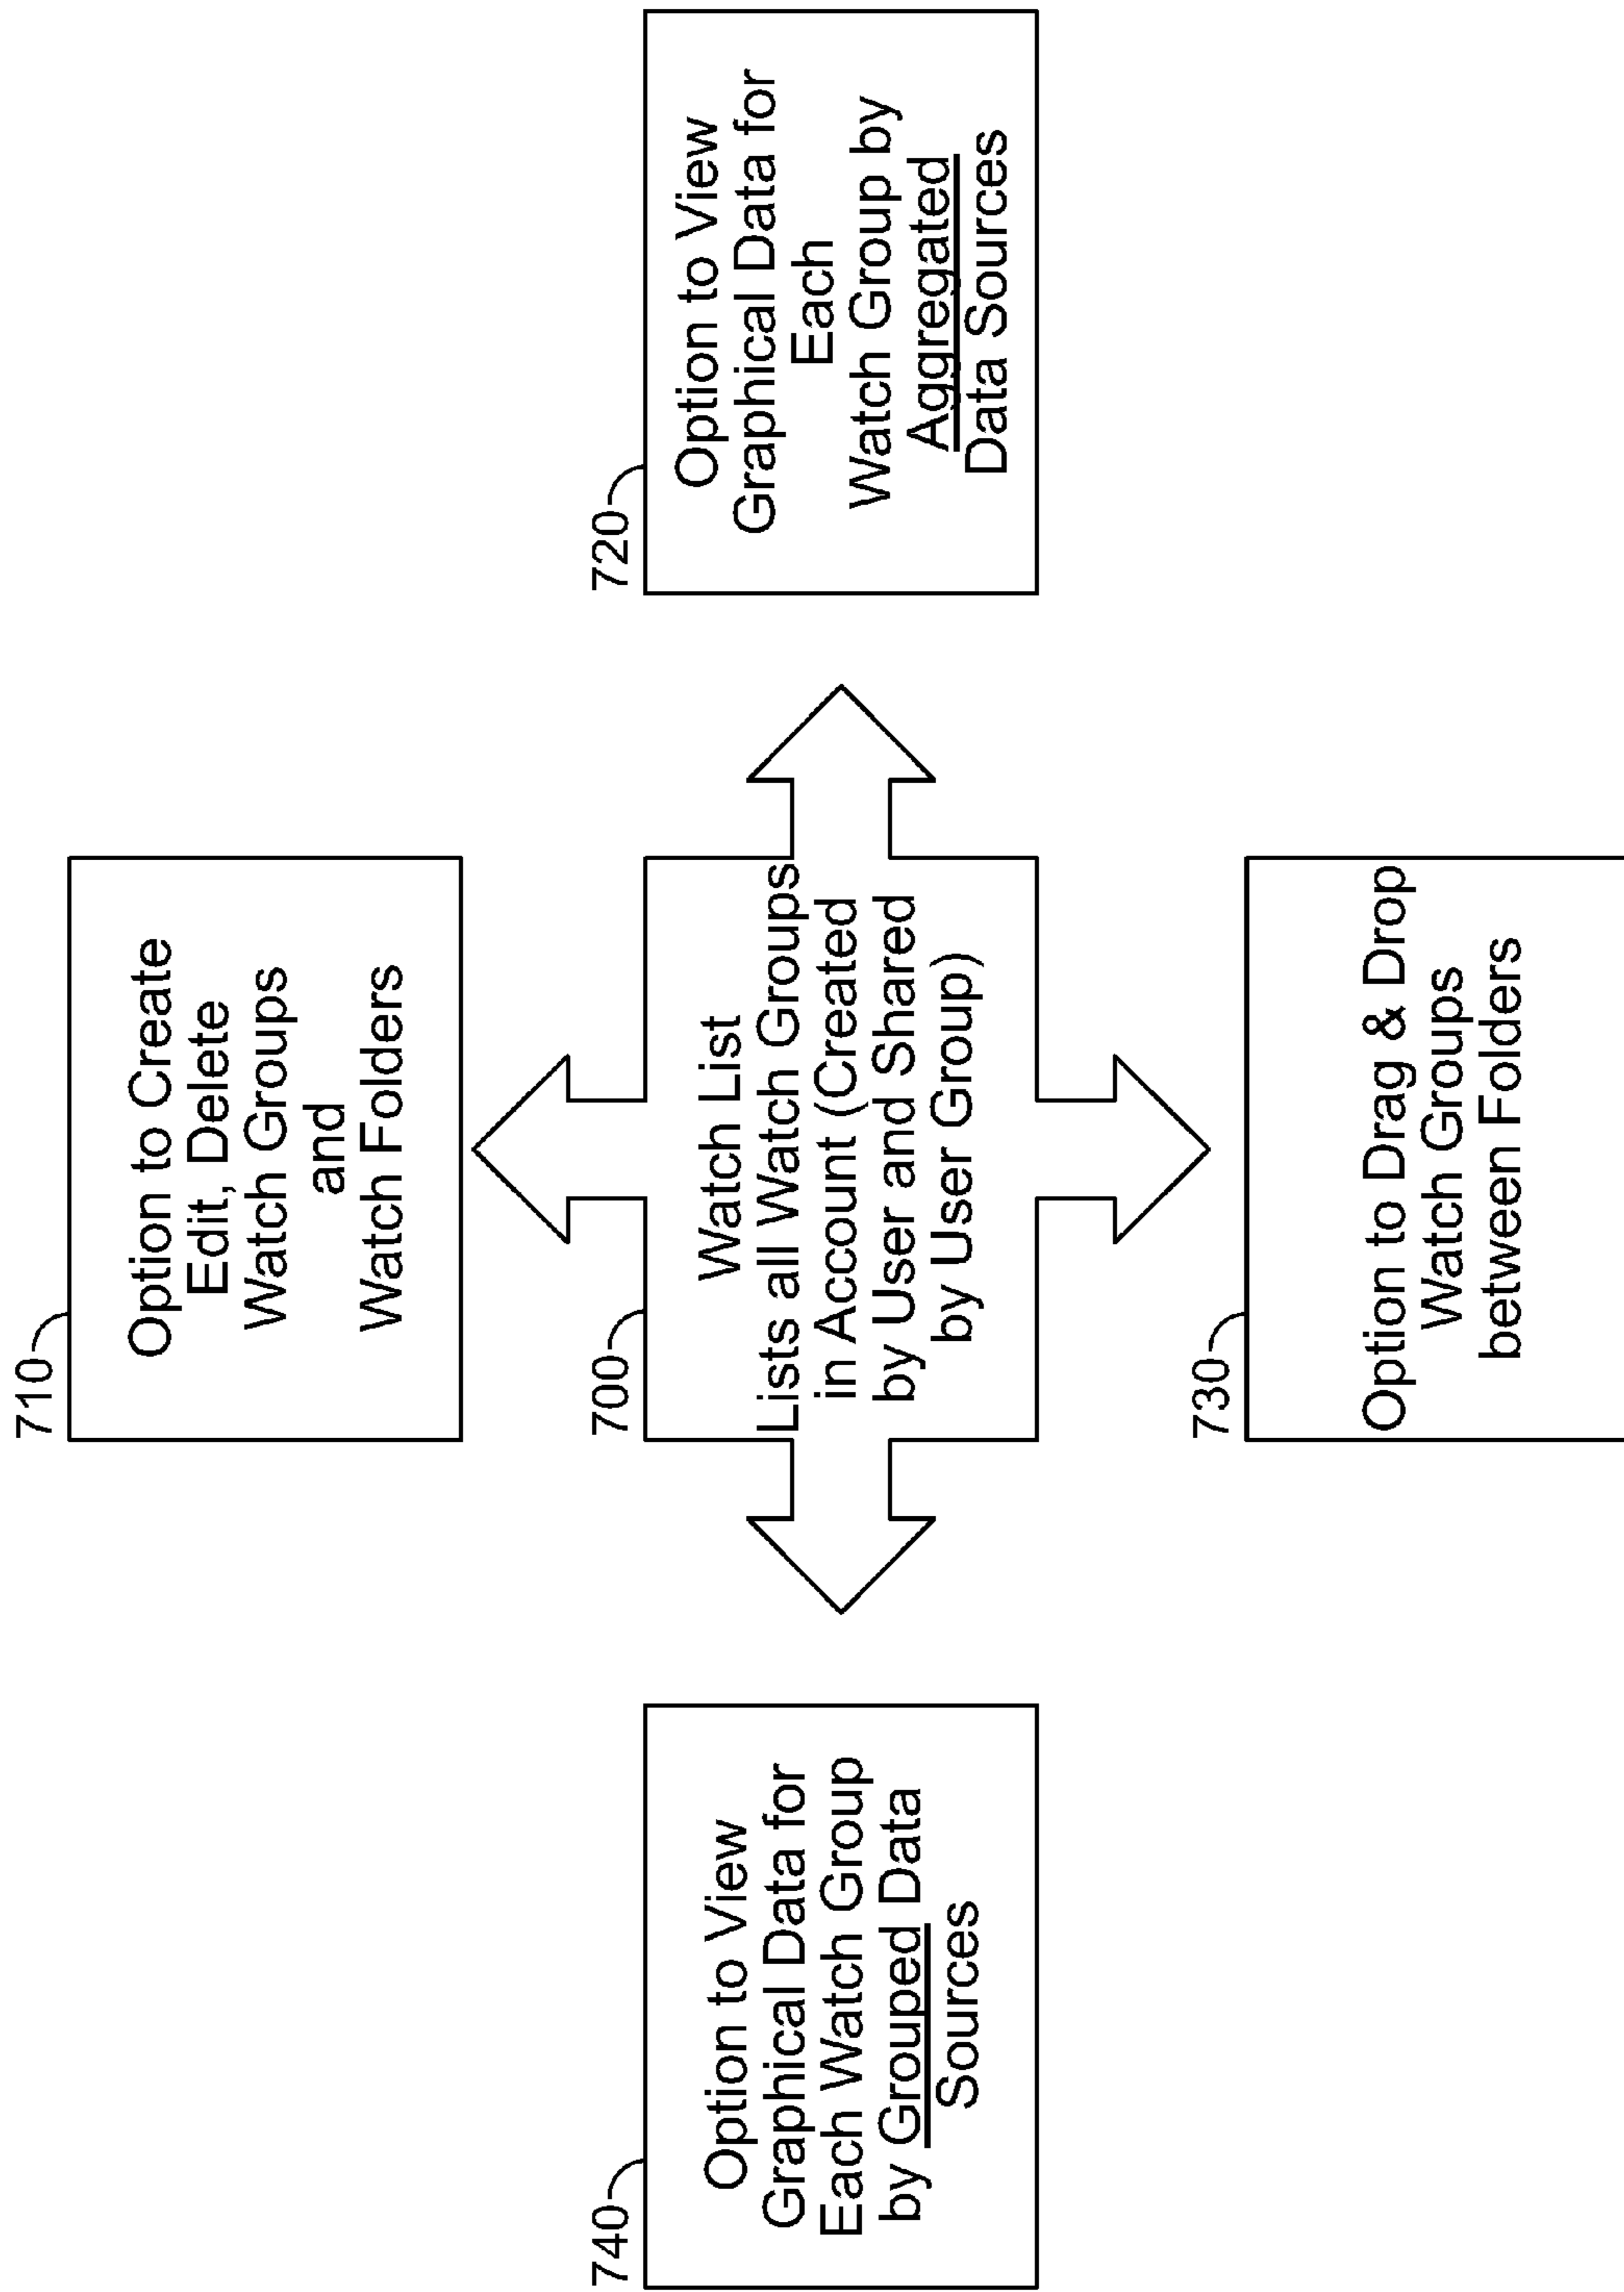 710
Option to Create
Edit, Delete
Watch Groups
and
Watch Folders
740
Option to View
Graphical Data for
Each Watch Group
by Grouped Data
Sources
700
Watch List
Lists all Watch Groups
in Account (Created
by User and Shared
by User Group)
720
Option to View
Graphical Data for
Each
Watch Group by
Aggregated
Data Sources
730
Option to Drag & Drop
Watch Groups
between Folders